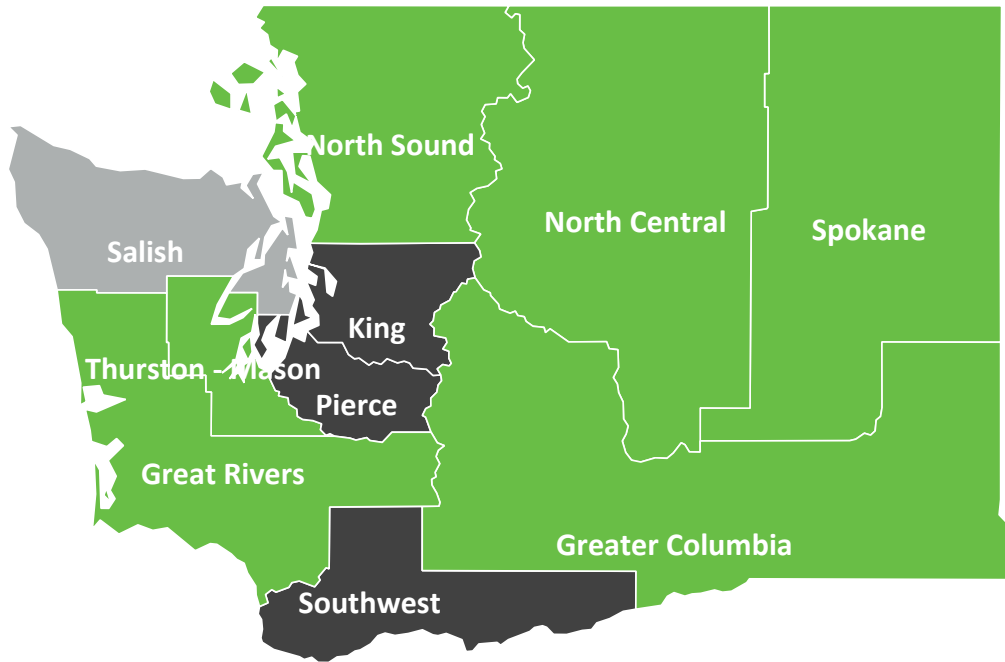 North Sound
North Central
Spokane
Salish
King
Thurston - Mason
Pierce
Great Rivers
Greater Columbia
Southwest